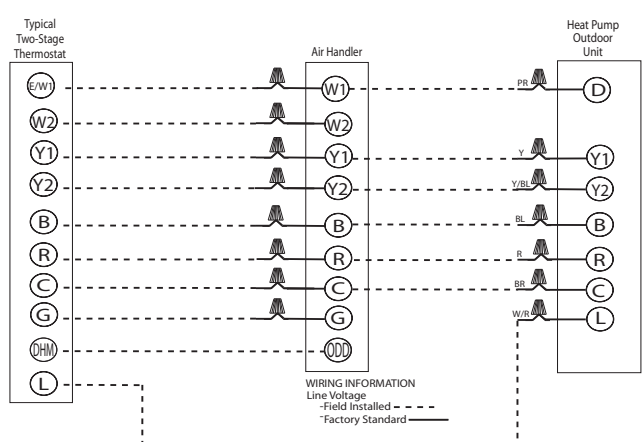 Typical
Two-Stage
Thermostat
Air Handler
Heat Pump
Outdoor
Unit
E/W1
W1
PR
D
W2
W2
Y1
Y1
Y
Y1
Y2
Y2
Y/BL
Y2
B
B
BL
B
R
R
R
R
C
C
BR
C
G
G
W/R
L
DHM
ODD
L
WIRING INFORMATION
Line Voltage
-Field Installed
-Factory Standard